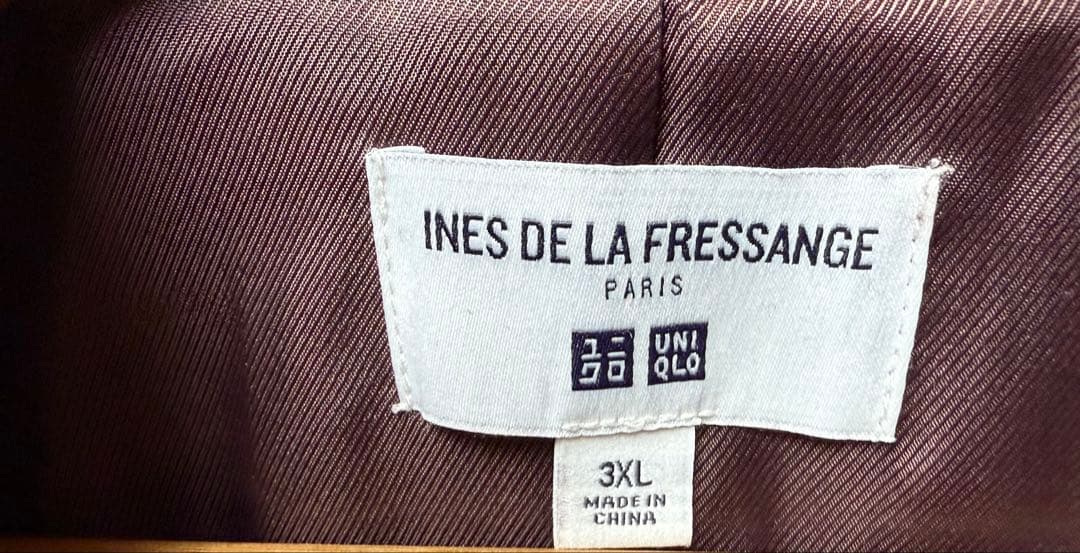 INES DE LA FRESSANGE
PARIS
ユニ UNI
クロ QLO
3XL
MADE IN
CHINA